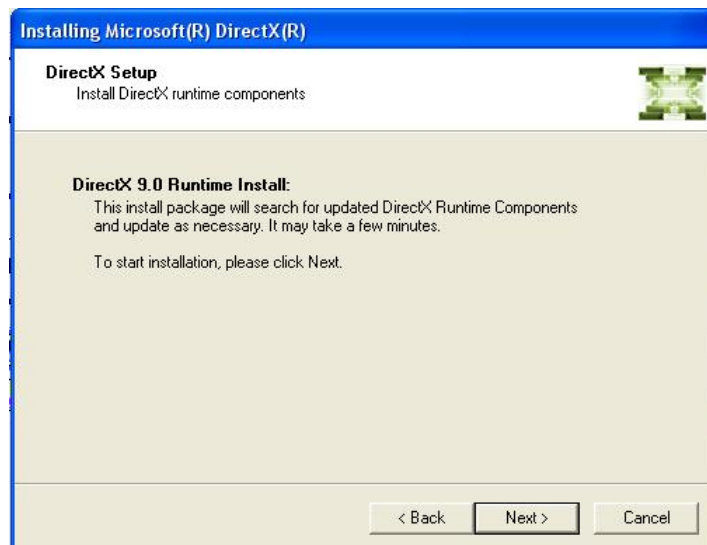 Installing Microsoft(R) DirectX(R)
DirectX Setup
Install DirectX runtime components
DirectX 9.0 Runtime Install:
This install package will search for updated DirectX Runtime Components
and update as necessary. It may take a few minutes.
To start installation, please click Next.
< Back
Next >
Cancel